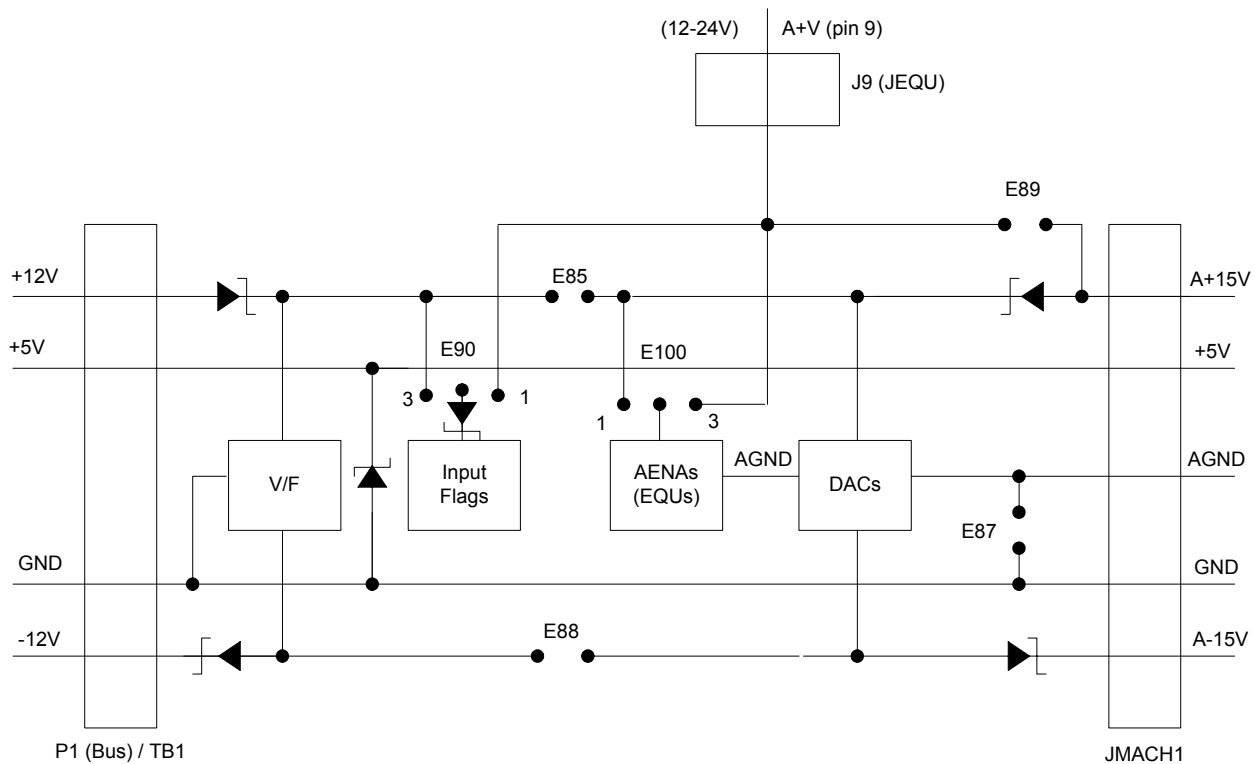 (12-24V) A+V (pin 9)
J9 (JEQU)
E89
+12V
E85
A+15V
+5V
E90
E100
+5V
3
1
1
3
V/F
Input
Flags
AENAs
(EQUs)
AGND
DACs
AGND
E87
GND
GND
-12V
E88
A-15V
P1 (Bus) / TB1
JMACH1